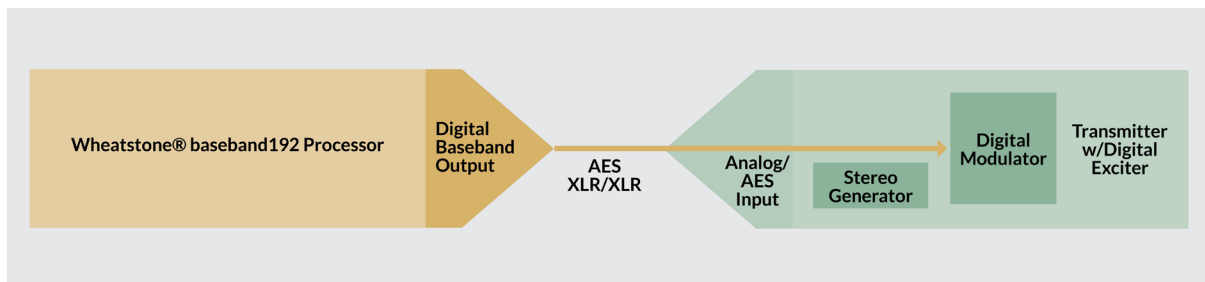 Wheatstone® baseband192 Processor
Digital
Baseband
Output
AES
XLR/XLR
Analog/
AES
Input
Stereo
Generator
Digital
Modulator
Transmitter
w/Digital
Exciter